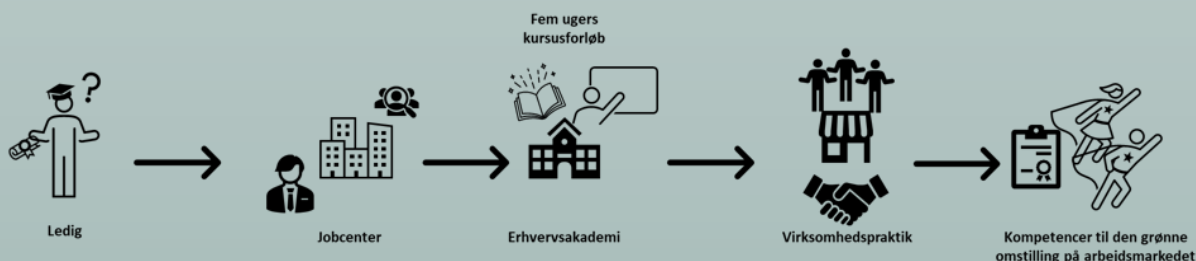 Fem ugers
kursusforløb
Ledig
Jobcenter
Erhvervsakademi
Virksomhedspraktik
Kompetencer til den grønne
omstilling på arbejdsmarkedet